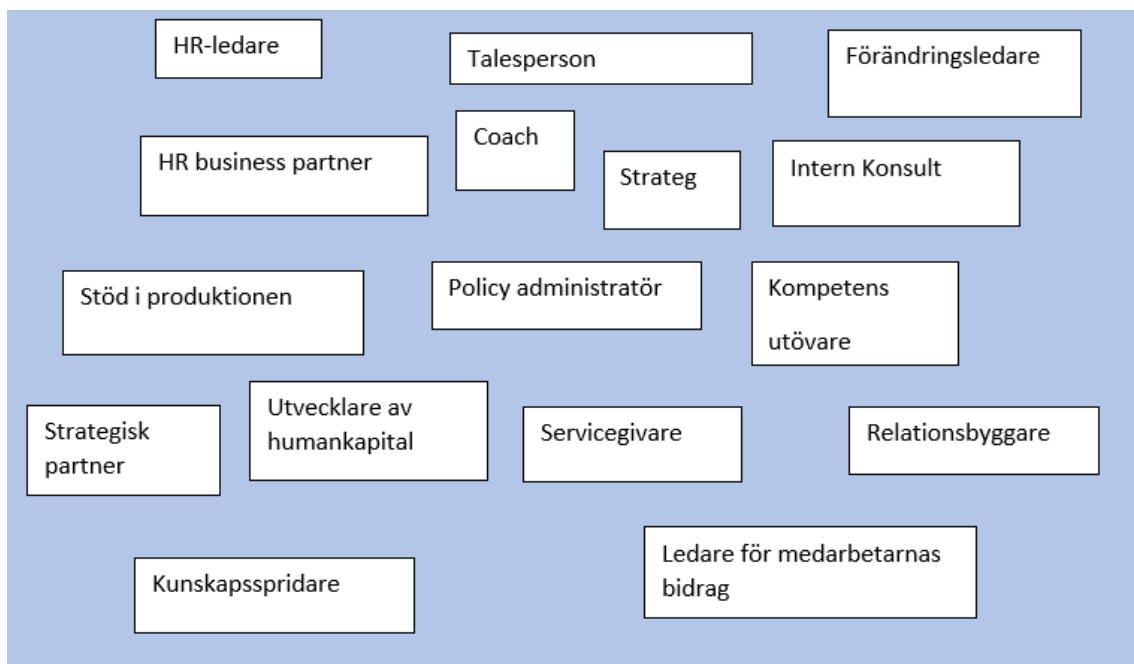 HR-ledare
Talesperson
Förändringsledare
HR business partner
Coach
Strateg
Intern Konsult
Stöd i produktionen
Policy administratör
Kompetens
utövare
Strategisk
partner
Utvecklare av
humankapital
Servicegivare
Relationsbyggare
Kunskapsspridare
Ledare för medarbetarnas
bidrag